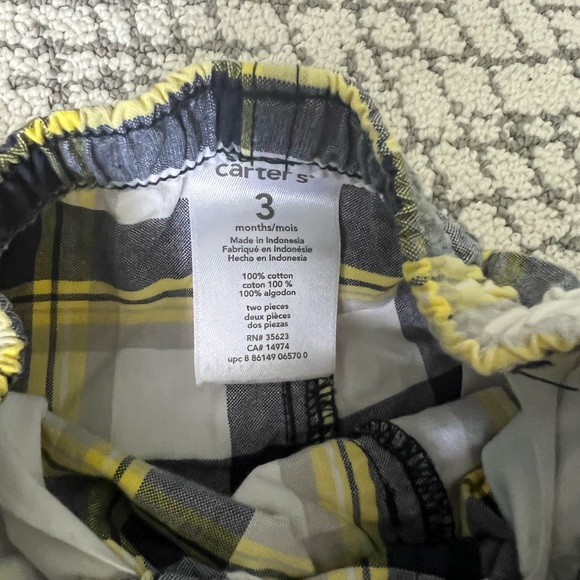 carter's
3
months/mois
Made in Indonesia
Fabriqué en Indonésie
Hecho en Indonesia
100% cotton
coton 100 %
100% algodon
two pieces
deux pièces
dos piezas
RN# 35623
CA# 14974
upc 8 86149 06570 0